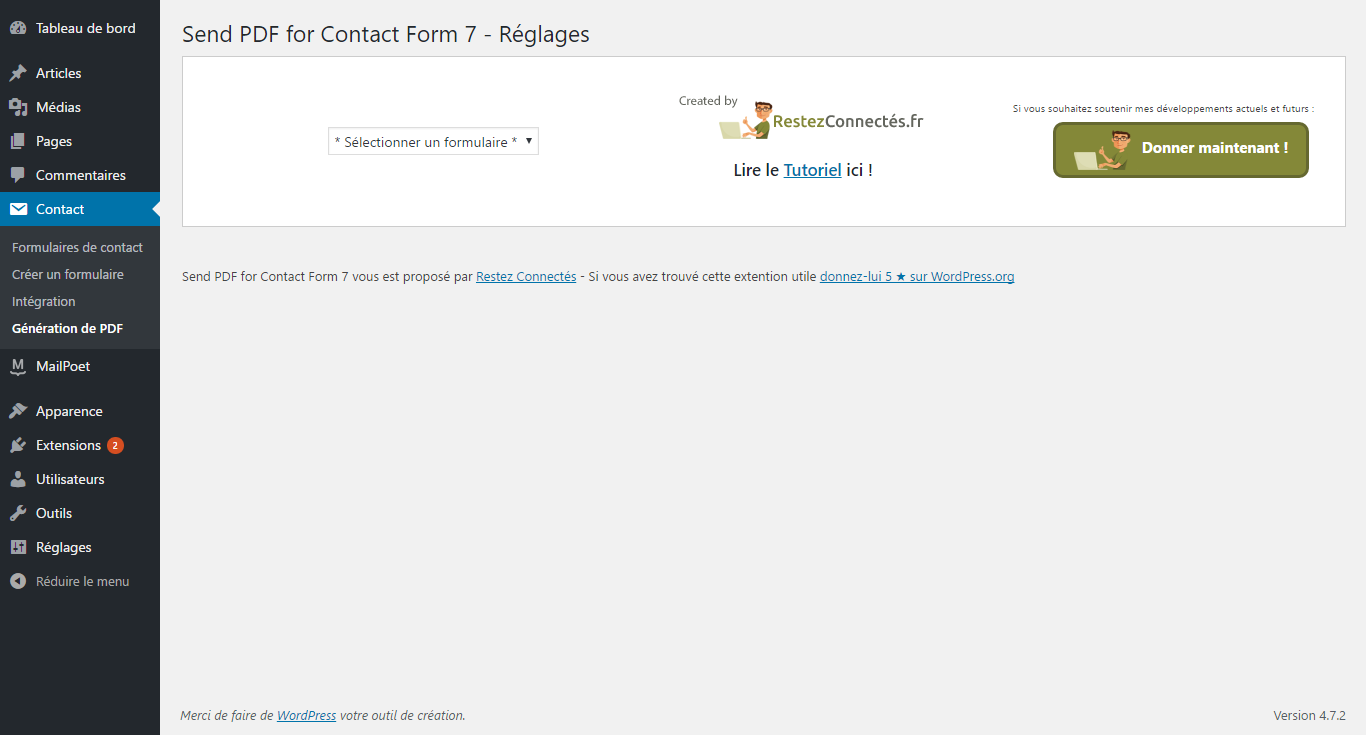 Tableau de bord
Articles
Médias
Pages
Commentaires
Contact
Formulaires de contact
Créer un formulaire
Intégration
Génération de PDF
MailPoet
Apparence
Extensions 2
Utilisateurs
Outils
Réglages
Réduire le menu
Send PDF for Contact Form 7 - Réglages
* Sélectionner un formulaire *
Created by
RestezConnectés.fr
Lire le Tutoriel ici !
Si vous souhaitez soutenir mes développements actuels et futurs :
Donner maintenant !
Send PDF for Contact Form 7 vous est proposé par Restez Connectés - Si vous avez trouvé cette extention utile donnez-lui 5 ★ sur WordPress.org
Merci de faire de WordPress votre outil de création.
Version 4.7.2